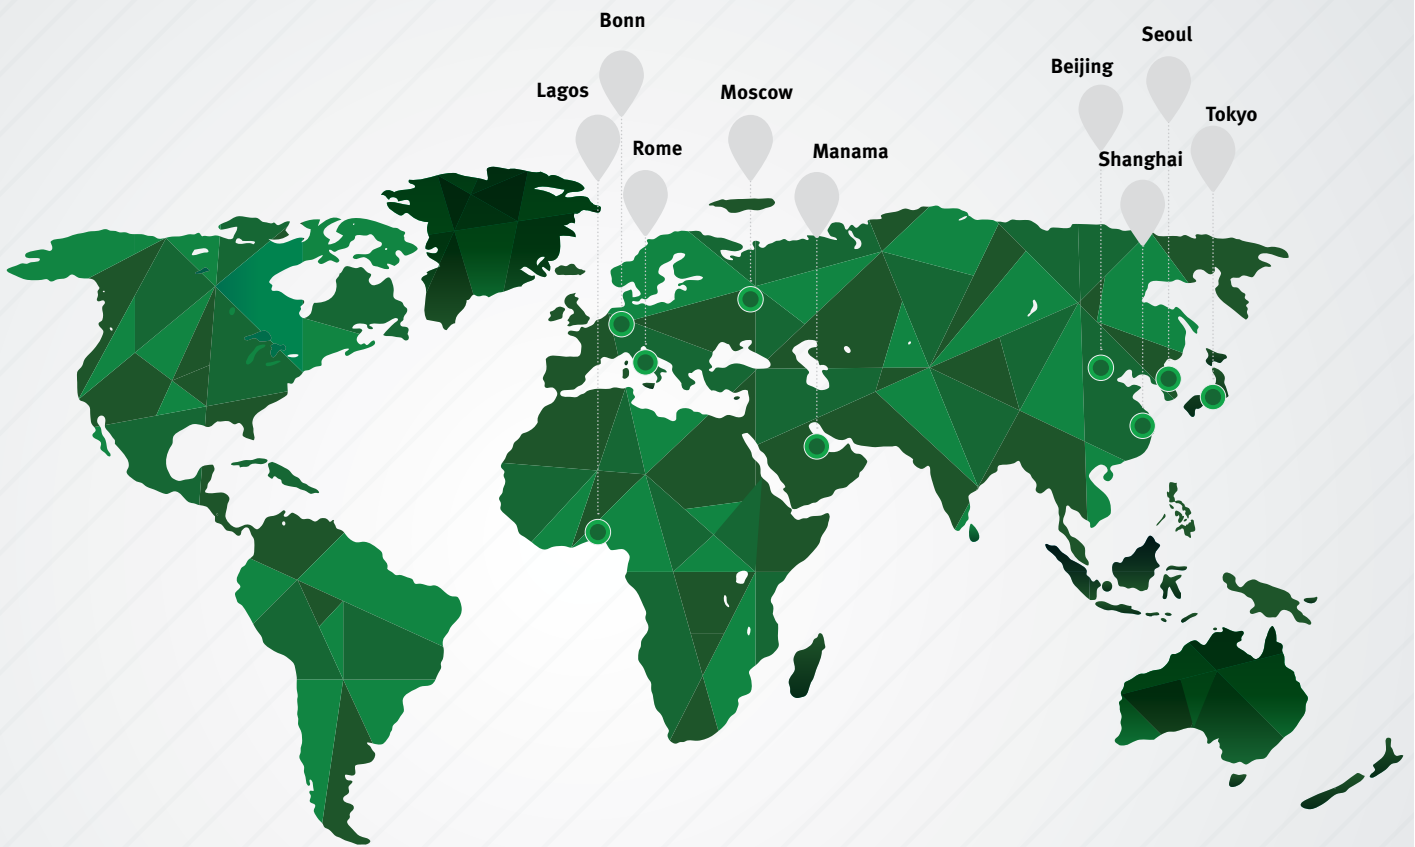 Bonn
Seoul
Beijing
Lagos
Moscow
Tokyo
Rome
Manama
Shanghai